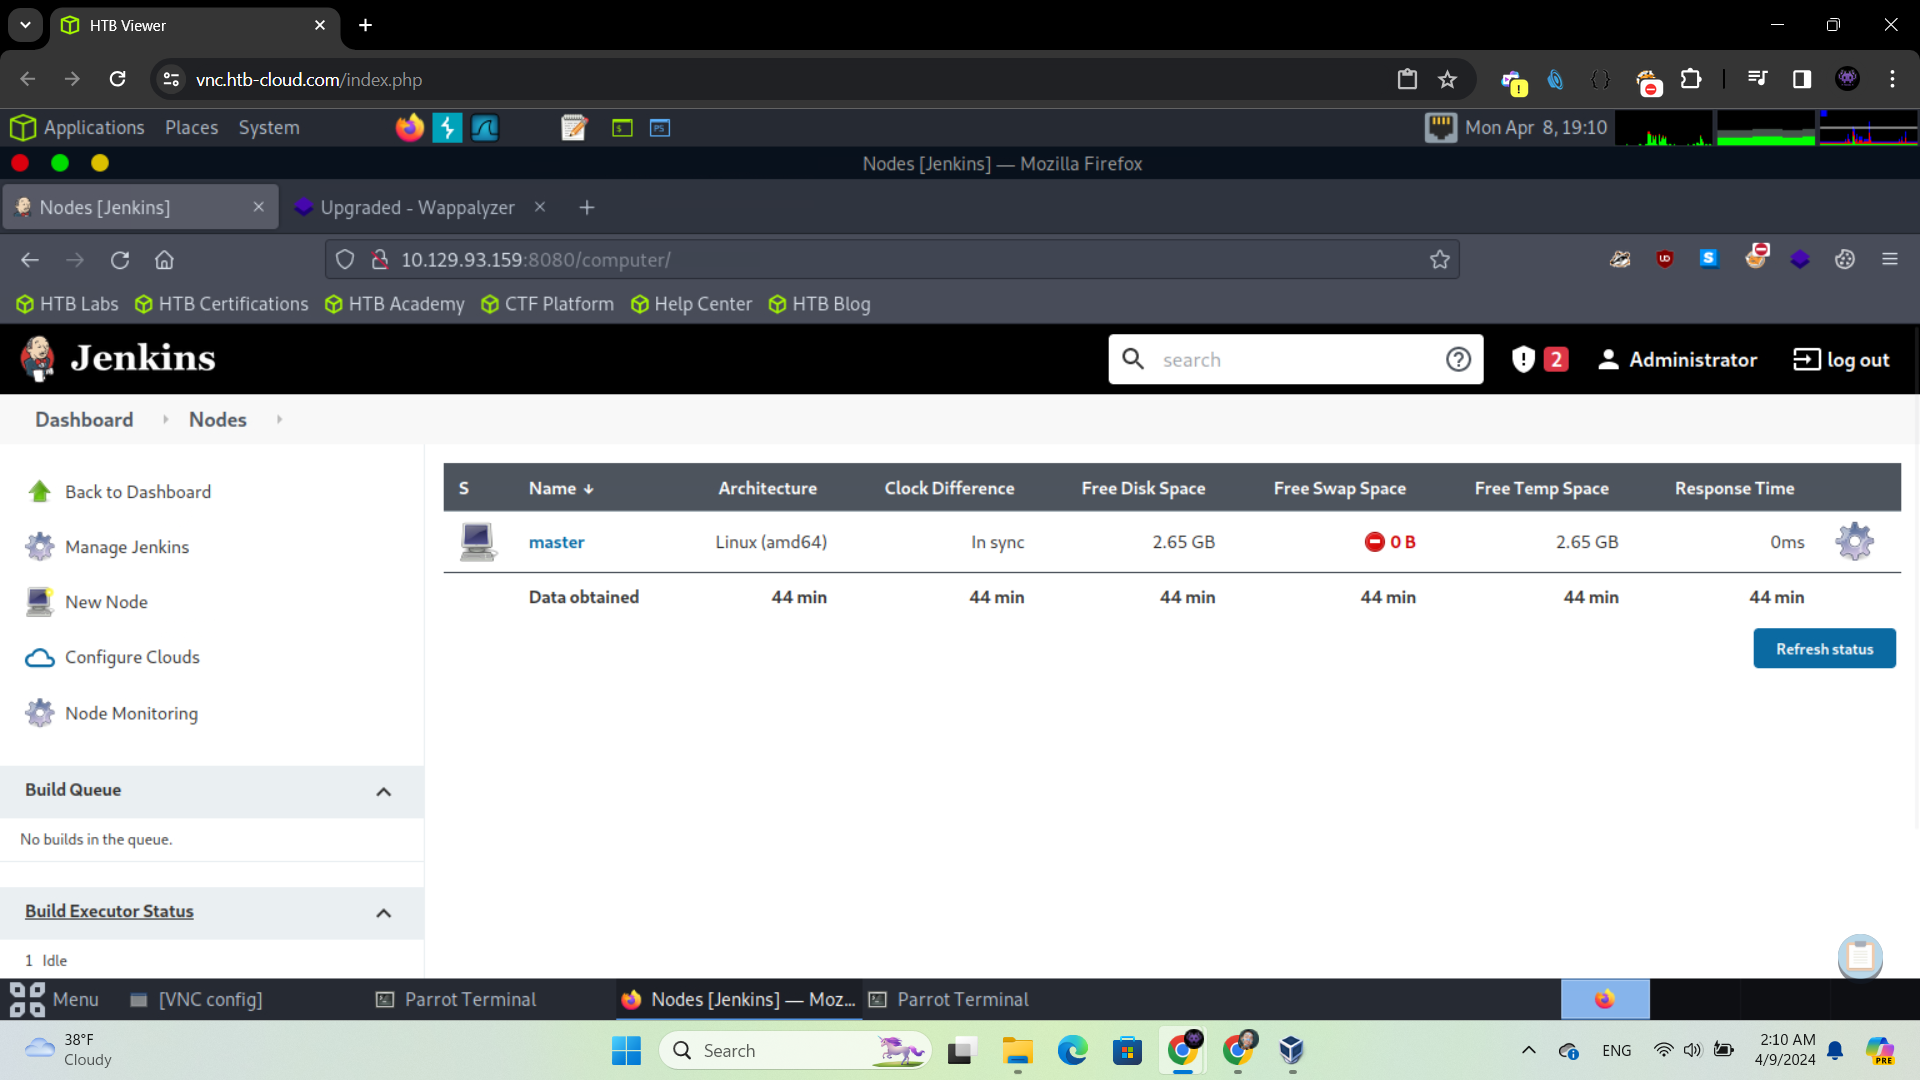 HTB Viewer
vnc.htb-cloud.com/index.php
Applications Places System
Mon Apr 8, 19:10
Nodes [Jenkins] — Mozilla Firefox
Nodes [Jenkins]
Upgraded - Wappalyzer
10.129.93.159:8080/computer/
HTB Labs HTB Certifications HTB Academy CTF Platform Help Center HTB Blog
Jenkins
search
2
Administrator
log out
Dashboard Nodes
Back to Dashboard
Manage Jenkins
New Node
Configure Clouds
Node Monitoring
Build Queue
No builds in the queue.
Build Executor Status
1 Idle
S Name ↓ Architecture Clock Difference Free Disk Space Free Swap Space Free Temp Space Response Time
master Linux (amd64) In sync 2.65 GB 0 B 2.65 GB 0ms
Data obtained 44 min 44 min 44 min 44 min 44 min 44 min
Refresh status
Menu [VNC config] Parrot Terminal Nodes [Jenkins] — Moz... Parrot Terminal
38°F
Cloudy
Search
ENG
2:10 AM
4/9/2024
PRE